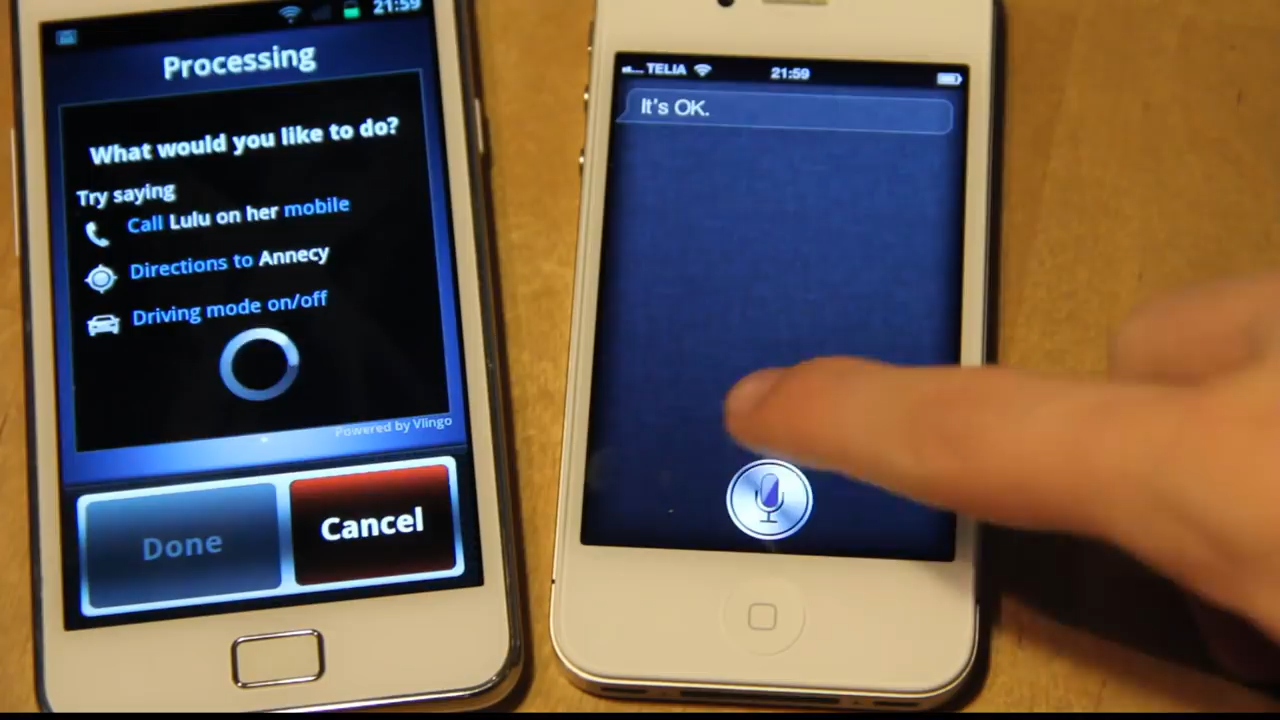 21:59
Processing
What would you like to do?
Try saying
Call Lulu on her mobile
Directions to Annecy
Driving mode on/off
Powered by Vlingo
Done
Cancel
TELIA
21:59
It's OK.